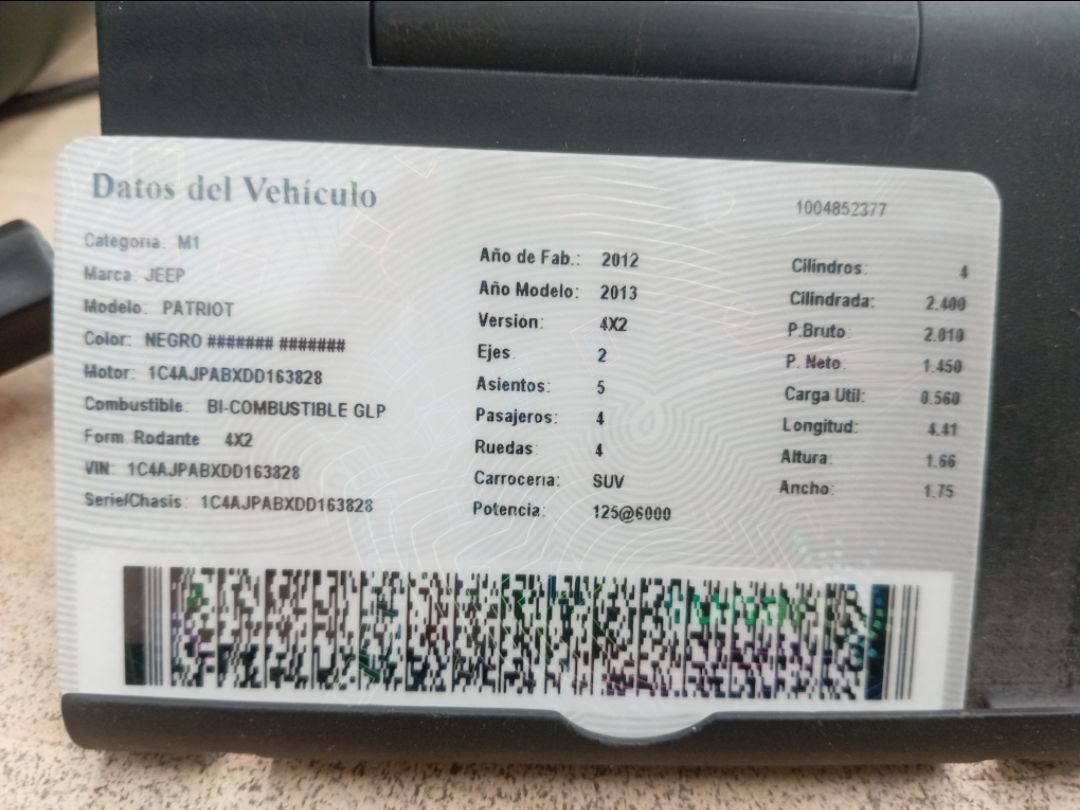 Datos del Vehículo
1004852377
Categoría: M1
Marca: JEEP
Modelo: PATRIOT
Color: NEGRO ####### #######
Motor: 1C4AJPABXDD163828
Combustible: BI-COMBUSTIBLE GLP
Form. Rodante 4X2
VIN: 1C4AJPABXDD163828
Serie/Chasis: 1C4AJPABXDD163828
Año de Fab.: 2012
Año Modelo: 2013
Versión: 4X2
Ejes: 2
Asientos: 5
Pasajeros: 4
Ruedas: 4
Carrocería: SUV
Potencia: 125@6000
Cilindros: 4
Cilindrada: 2.400
P.Bruto: 2.010
P. Neto: 1.450
Carga Util: 0.560
Longitud: 4.41
Altura: 1.66
Ancho: 1.75